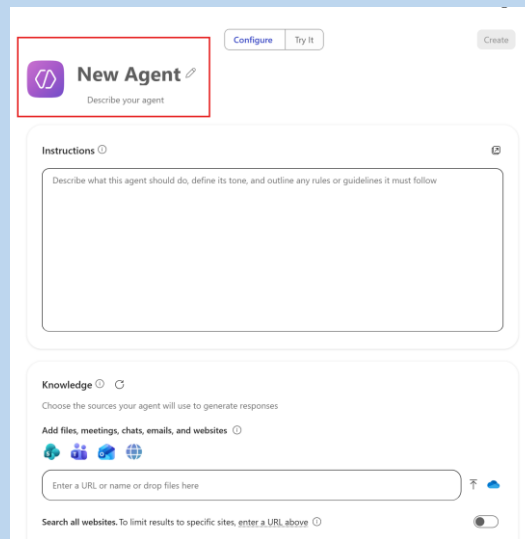 Configure
Try It
Create
New Agent
Describe your agent
Instructions
Describe what this agent should do, define its tone, and outline any rules or guidelines it must follow
Knowledge
Choose the sources your agent will use to generate responses
Add files, meetings, chats, emails, and websites
Enter a URL or name or drop files here
Search all websites. To limit results to specific sites, enter a URL above